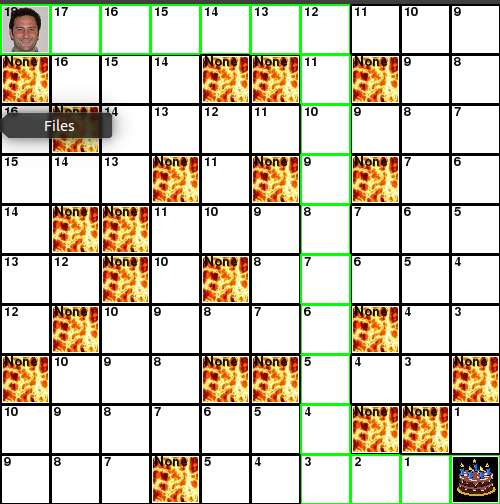 18 17 16 15 14 13 12 11 10 9
None 16 15 14 None None 11 None 9 8
16 None 14 13 12 11 10 9 8 7
Files
15 14 13 None 11 None 9 None 7 6
14 None None 11 10 9 8 7 6 5
13 12 None 10 None 8 7 6 5 4
12 None 10 9 8 7 6 None 4 3
None 10 9 8 None None 5 4 3 None
10 9 8 7 6 5 4 None None 1
9 8 7 None 5 4 3 2 1